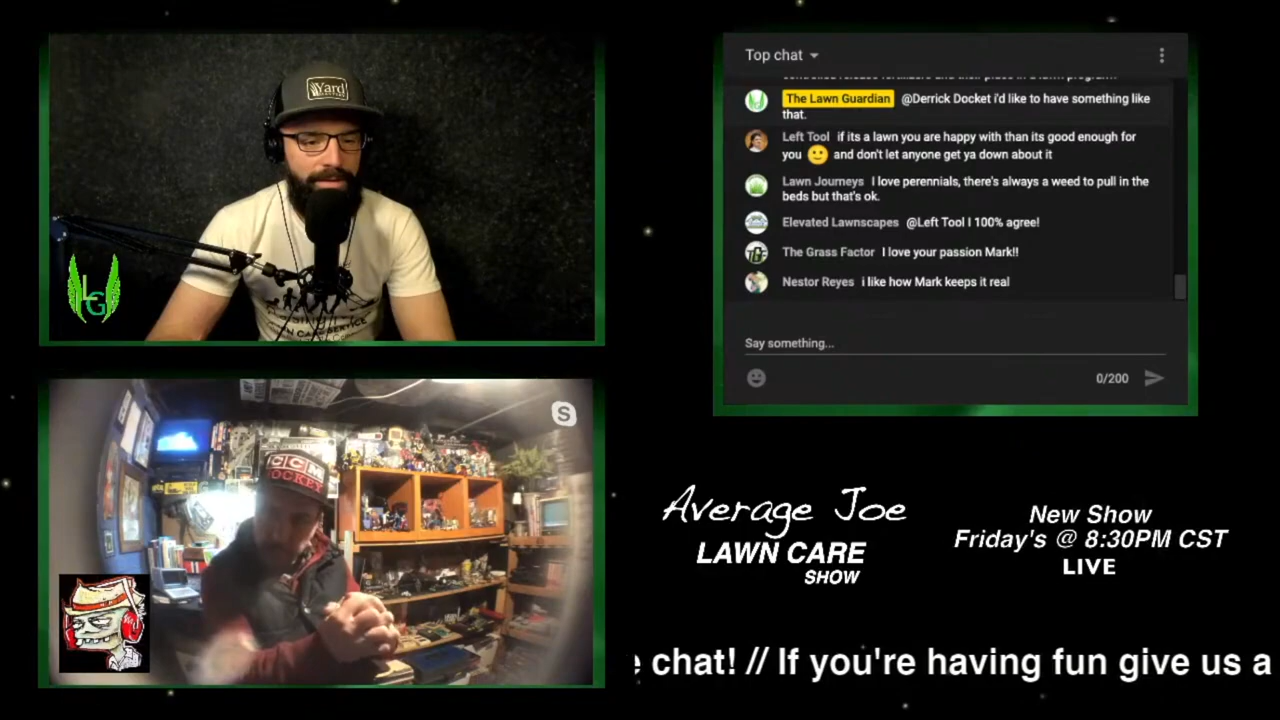 Yard
LG
CCM
HOCKEY
S
Top chat
The Lawn Guardian @Derrick Docket i'd like to have something like
that.
Left Tool if its a lawn you are happy with than its good enough for
you 🙂 and don't let anyone get ya down about it
Lawn Journeys I love perennials, there's always a weed to pull in the
beds but that's ok.
Elevated Lawnscapes @Left Tool I 100% agree!
The Grass Factor I love your passion Mark!!
Nestor Reyes i like how Mark keeps it real
Say something...
0/200
Average Joe
LAWN CARE
SHOW
New Show
Friday's @ 8:30PM CST
LIVE
chat! // If you're having fun give us a